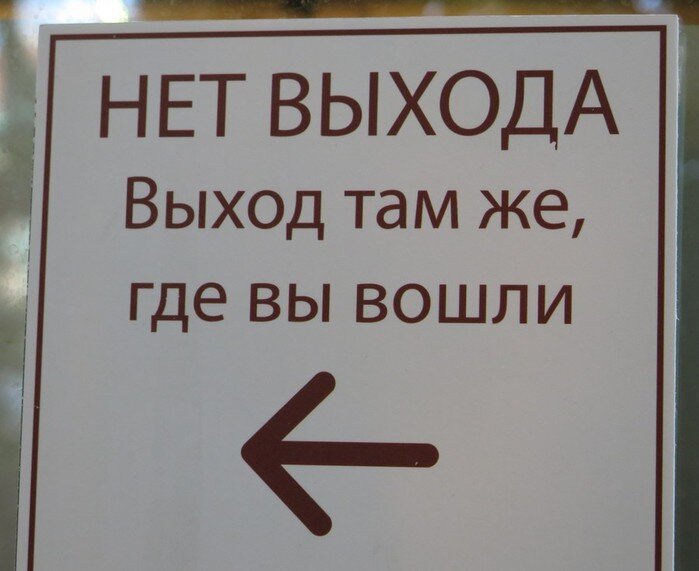 НЕТ ВЫХОДА
Выход там же,
где вы вошли